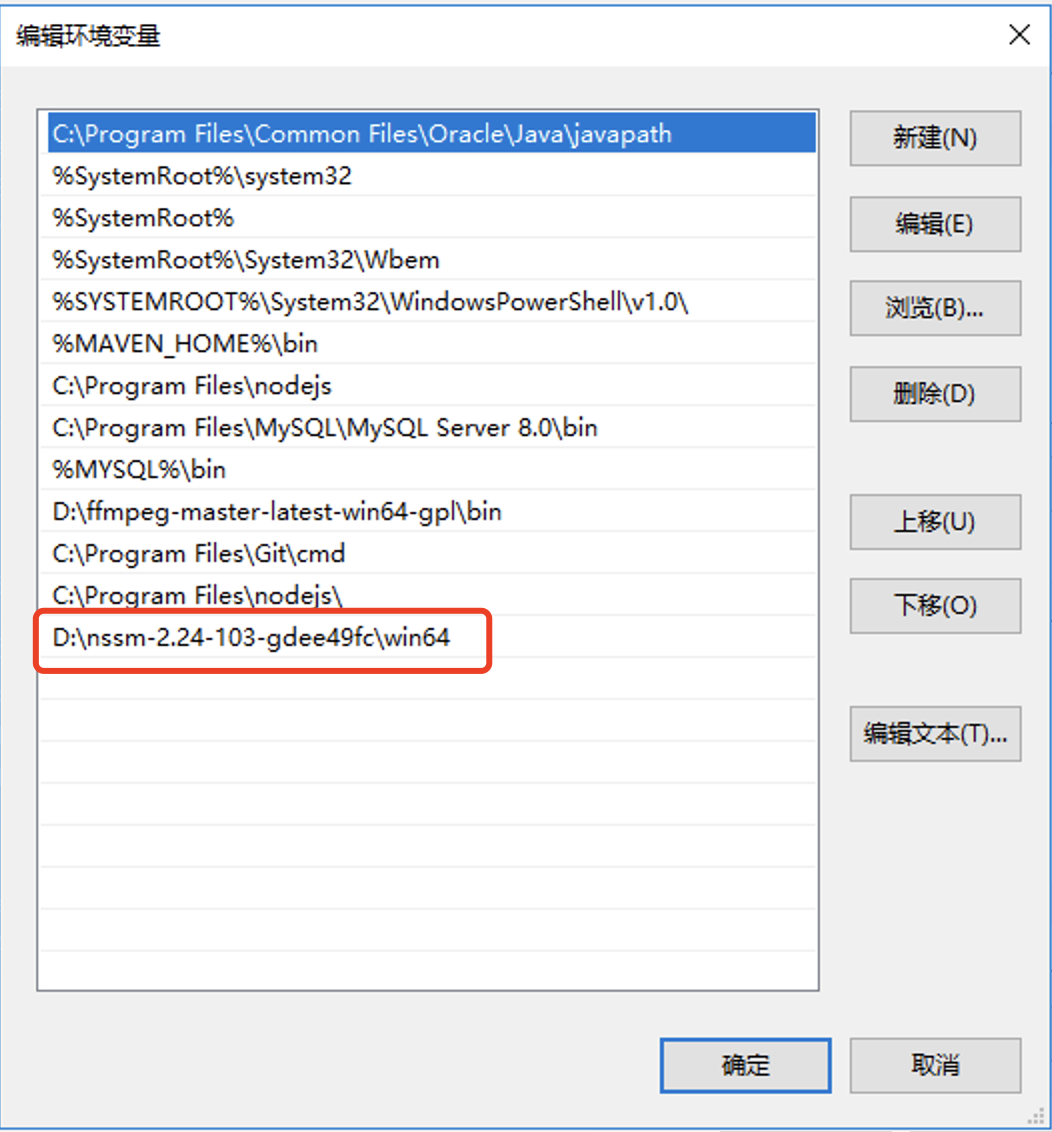 编辑环境变量
C:\Program Files\Common Files\Oracle\Java\javapath
%SystemRoot%\system32
%SystemRoot%
%SystemRoot%\System32\Wbem
%SYSTEMROOT%\System32\WindowsPowerShell\v1.0\
%MAVEN_HOME%\bin
C:\Program Files\nodejs
C:\Program Files\MySQL\MySQL Server 8.0\bin
%MYSQL%\bin
D:\ffmpeg-master-latest-win64-gpl\bin
C:\Program Files\Git\cmd
C:\Program Files\nodejs\
D:\nssm-2.24-103-gdee49fc\win64
新建(N)
编辑(E)
浏览(B)...
删除(D)
上移(U)
下移(O)
编辑文本(T)...
确定
取消